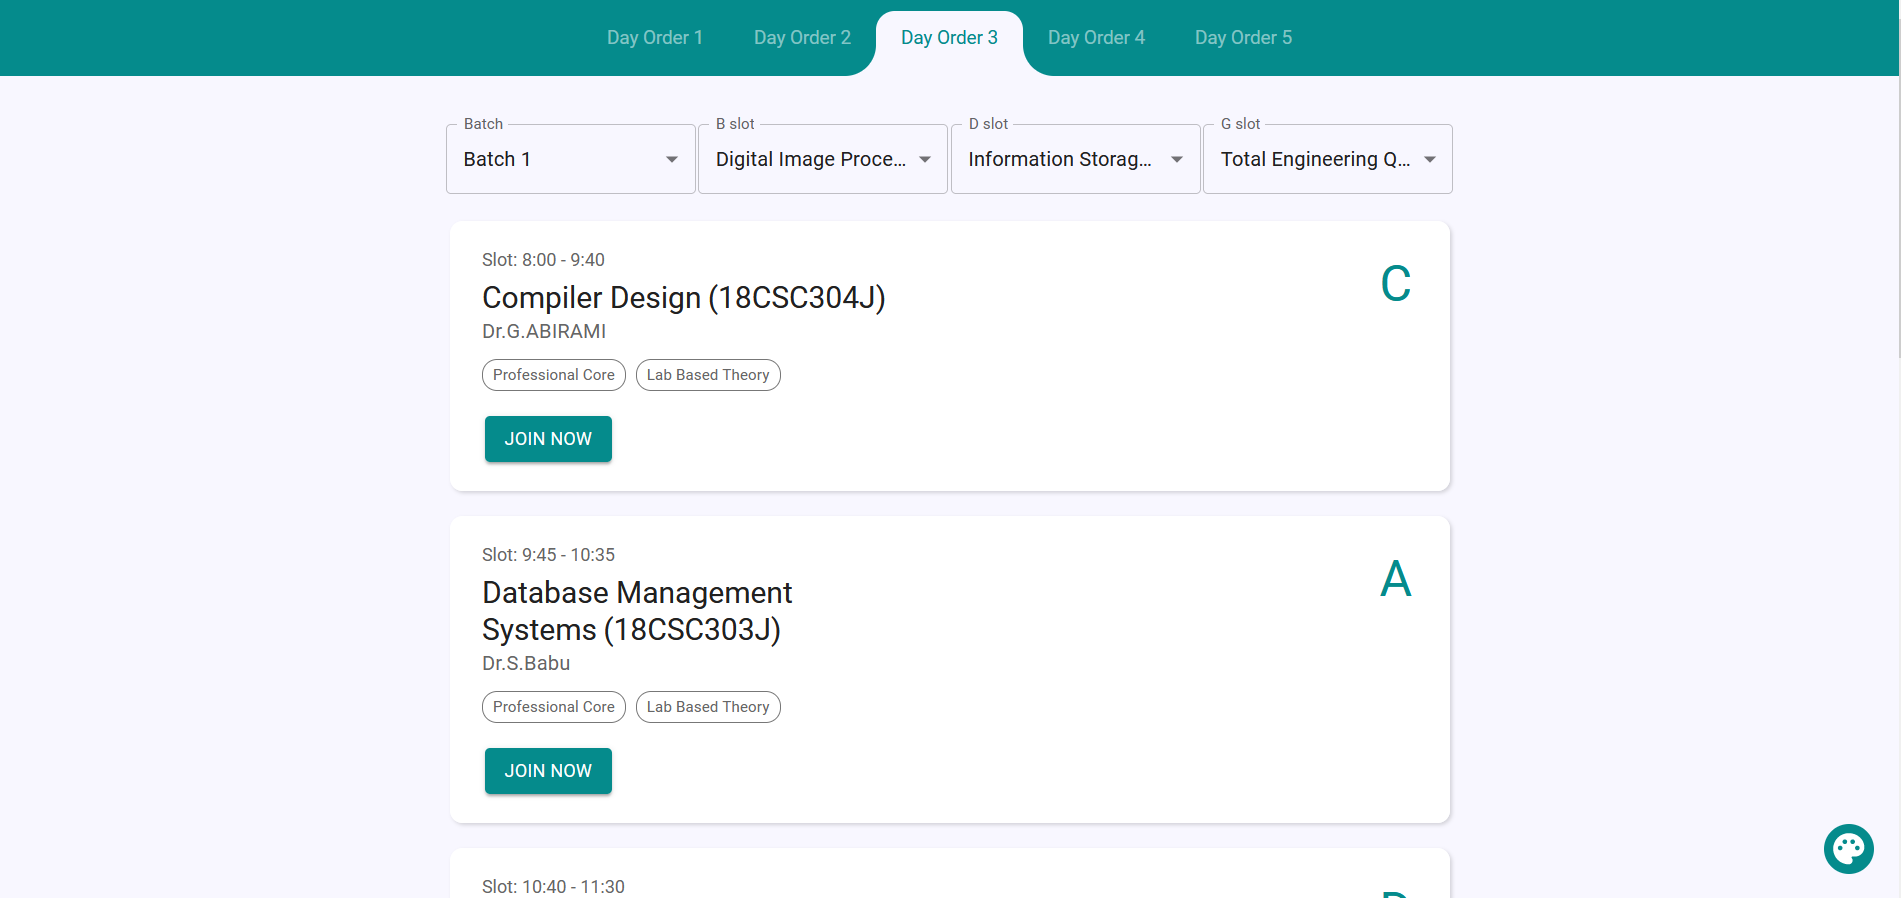 Day Order 1
Day Order 2
Day Order 3
Day Order 4
Day Order 5
Batch
Batch 1
B slot
Digital Image Proce...
D slot
Information Storag...
G slot
Total Engineering Q...
Slot: 8:00 - 9:40
C
Compiler Design (18CSC304J)
Dr.G.ABIRAMI
Professional Core
Lab Based Theory
JOIN NOW
Slot: 9:45 - 10:35
A
Database Management
Systems (18CSC303J)
Dr.S.Babu
Professional Core
Lab Based Theory
JOIN NOW
Slot: 10:40 - 11:30